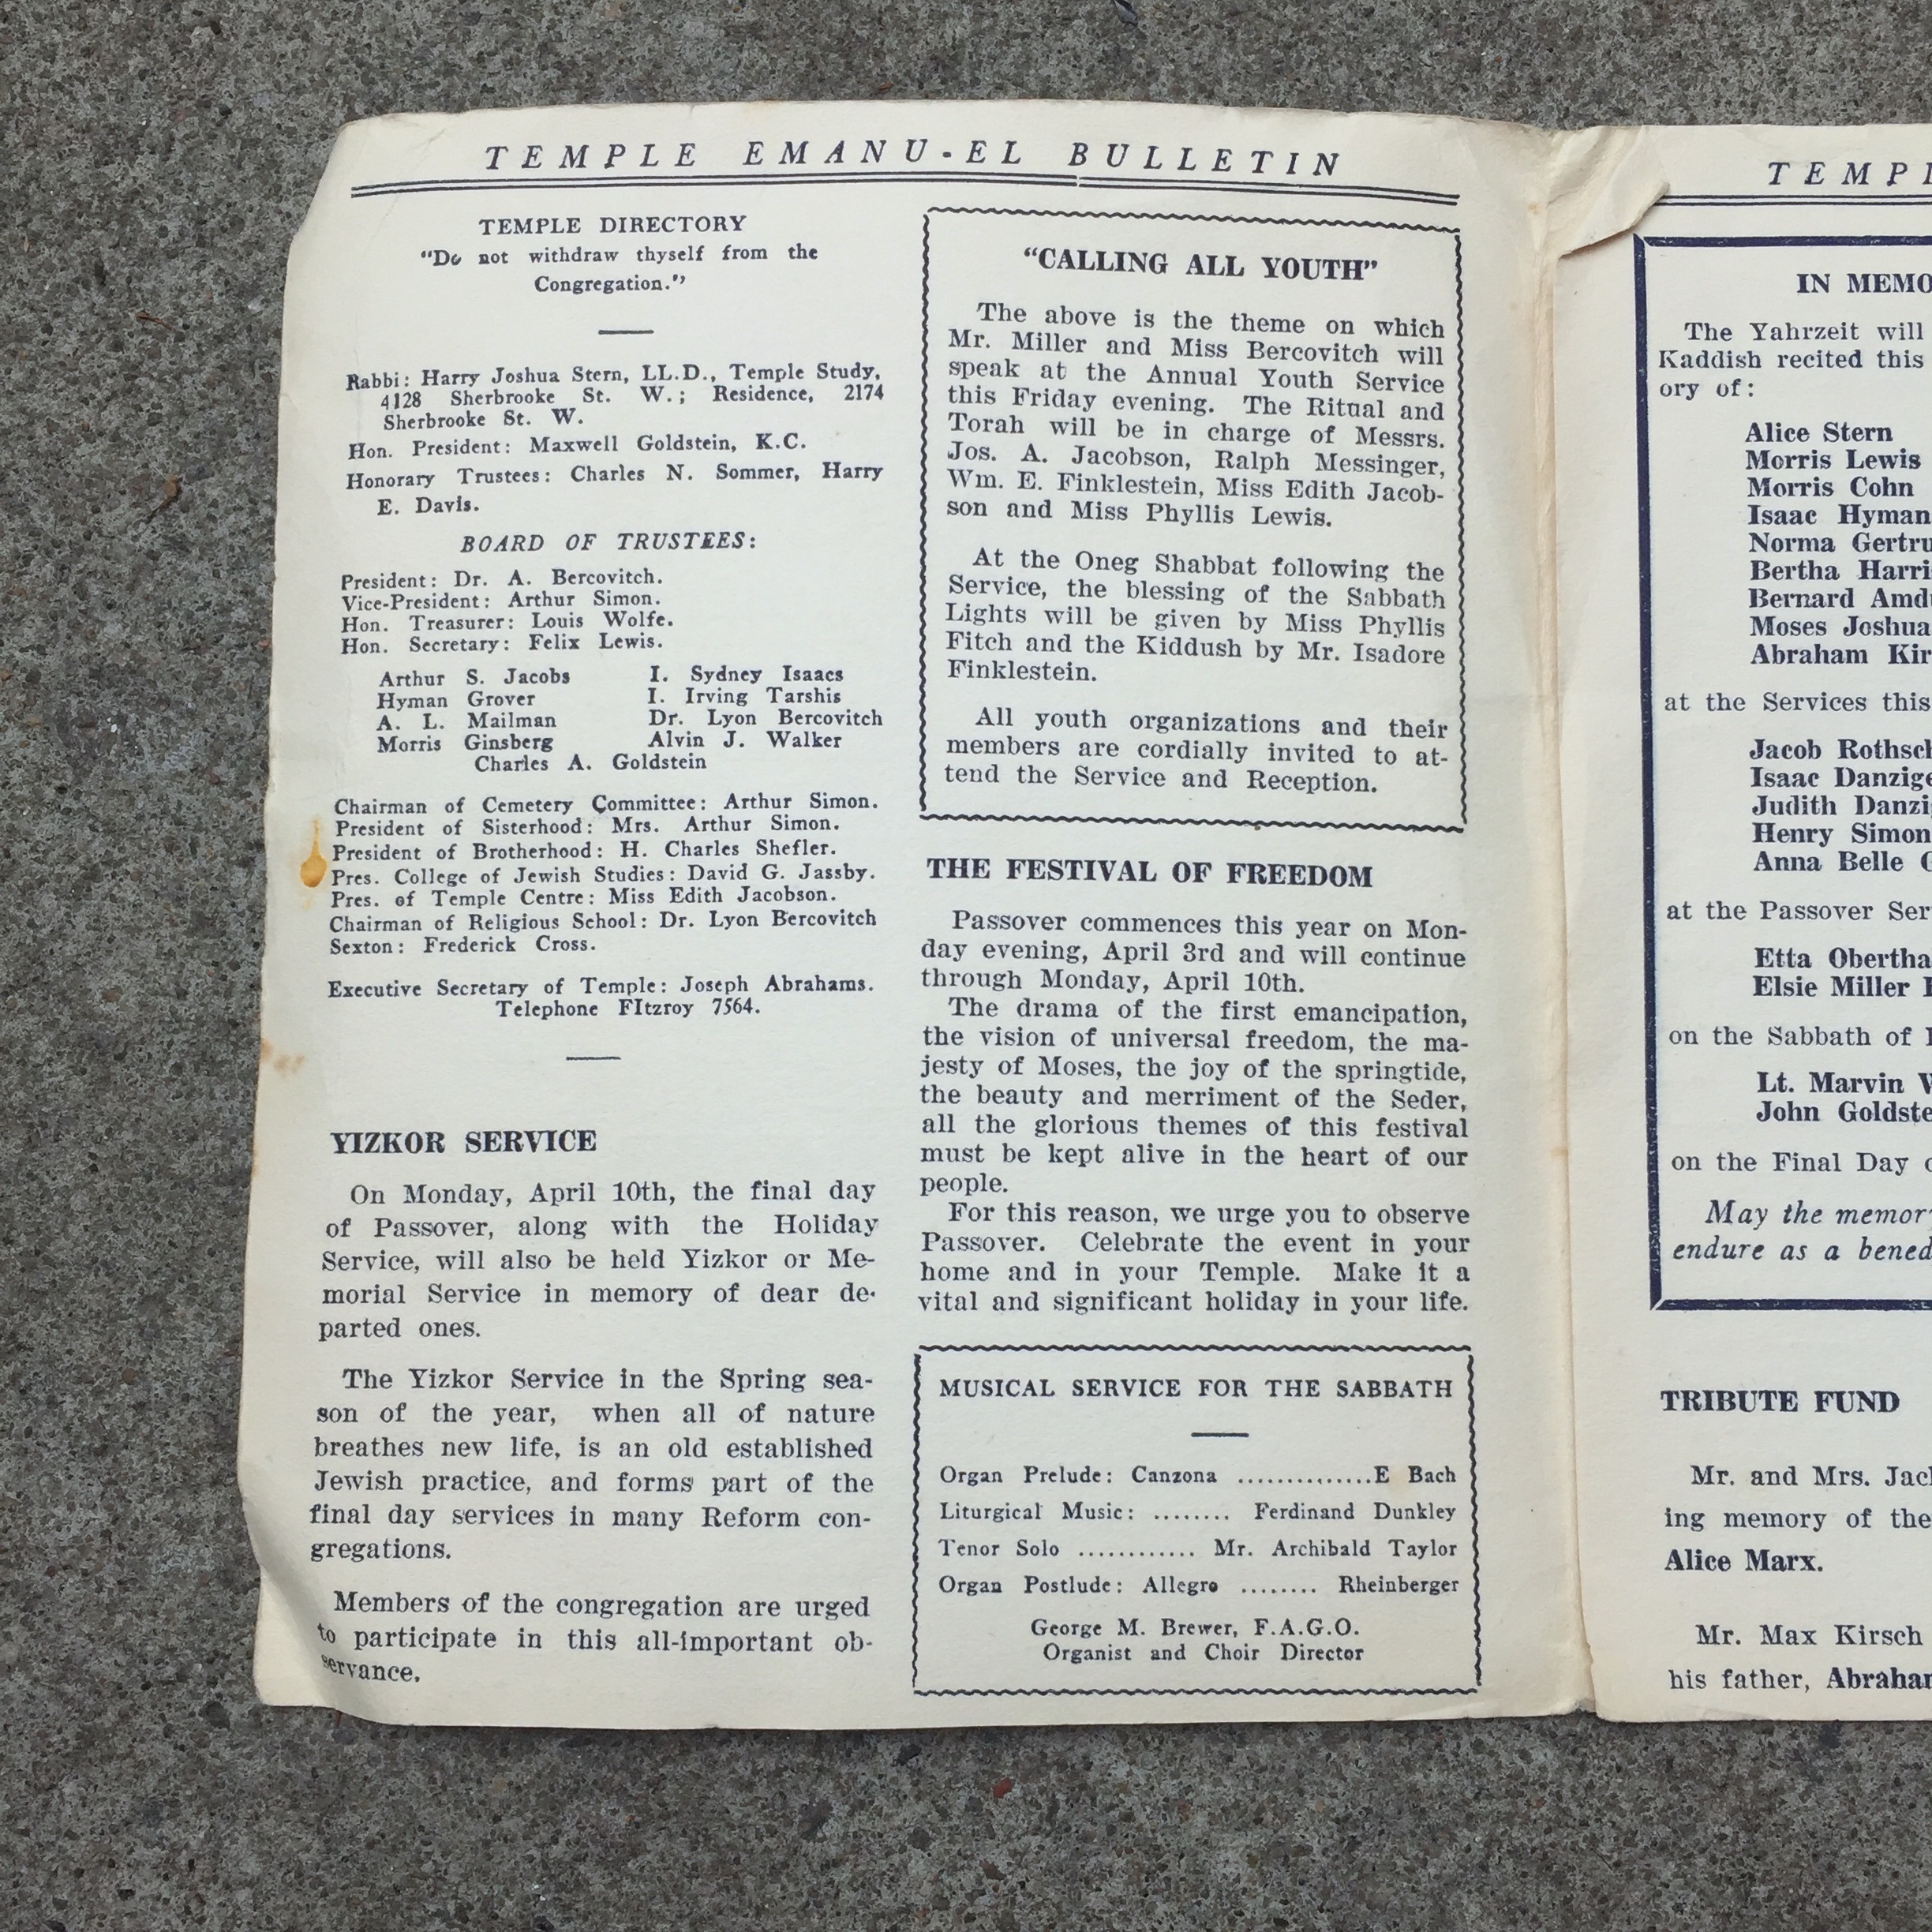 TEMPLE EMANU-EL BULLETIN
TEMPLE DIRECTORY
"Do not withdraw thyself from the
Congregation."
Rabbi: Harry Joshua Stern, LL.D., Temple Study,
4128 Sherbrooke St. W.; Residence, 2174
Sherbrooke St. W.
Hon. President: Maxwell Goldstein, K.C.
Honorary Trustees: Charles N. Sommer, Harry
E. Davis.
BOARD OF TRUSTEES:
President: Dr. A. Bercovitch.
Vice-President: Arthur Simon.
Hon. Treasurer: Louis Wolfe.
Hon. Secretary: Felix Lewis.
Arthur S. Jacobs I. Sydney Isaacs
Hyman Grover I. Irving Tarshis
A. L. Mailman Dr. Lyon Bercovitch
Morris Ginsberg Alvin J. Walker
Charles A. Goldstein
Chairman of Cemetery Committee: Arthur Simon.
President of Sisterhood: Mrs. Arthur Simon.
President of Brotherhood: H. Charles Shefler.
Pres. College of Jewish Studies: David G. Jassby.
Pres. of Temple Centre: Miss Edith Jacobson.
Chairman of Religious School: Dr. Lyon Bercovitch
Sexton: Frederick Cross.
Executive Secretary of Temple: Joseph Abrahams.
Telephone FItzroy 7564.
YIZKOR SERVICE
On Monday, April 10th, the final day
of Passover, along with the Holiday
Service, will also be held Yizkor or Me-
morial Service in memory of dear de-
parted ones.
The Yizkor Service in the Spring sea-
son of the year, when all of nature
breathes new life, is an old established
Jewish practice, and forms part of the
final day services in many Reform con-
gregations.
Members of the congregation are urged
to participate in this all-important ob-
servance.
"CALLING ALL YOUTH"
The above is the theme on which
Mr. Miller and Miss Bercovitch will
speak at the Annual Youth Service
this Friday evening. The Ritual and
Torah will be in charge of Messrs.
Jos. A. Jacobson, Ralph Messinger,
Wm. E. Finklestein, Miss Edith Jacob-
son and Miss Phyllis Lewis.
At the Oneg Shabbat following the
Service, the blessing of the Sabbath
Lights will be given by Miss Phyllis
Fitch and the Kiddush by Mr. Isadore
Finklestein.
All youth organizations and their
members are cordially invited to at-
tend the Service and Reception.
THE FESTIVAL OF FREEDOM
Passover commences this year on Mon-
day evening, April 3rd and will continue
through Monday, April 10th.
The drama of the first emancipation,
the vision of universal freedom, the ma-
jesty of Moses, the joy of the springtide,
the beauty and merriment of the Seder,
all the glorious themes of this festival
must be kept alive in the heart of our
people.
For this reason, we urge you to observe
Passover. Celebrate the event in your
home and in your Temple. Make it a
vital and significant holiday in your life.
MUSICAL SERVICE FOR THE SABBATH
Organ Prelude: Canzona ..............E Bach
Liturgical Music: ........ Ferdinand Dunkley
Tenor Solo ............ Mr. Archibald Taylor
Organ Postlude: Allegro ........ Rheinberger
George M. Brewer, F.A.G.O.
Organist and Choir Director
IN
The Yahrzeit will
Kaddish recited this
ory of:
Alice Stern
Morris Lewis
Morris Cohn
Isaac Hyman
Norma
Bertha
Bernard
Moses Joshua
Abraham
at the Services this
Jacob
Isaac
Judith
Henry Simon
Anna Belle
at the Passover
Etta
Elsie Miller
on the Sabbath of
Lt. Marvin
John
on the Final Day
May the
endure as a
TRIBUTE FUND
Mr. and Mrs.
ing memory of the
Alice Marx.
Mr. Max Kirsch
his father,